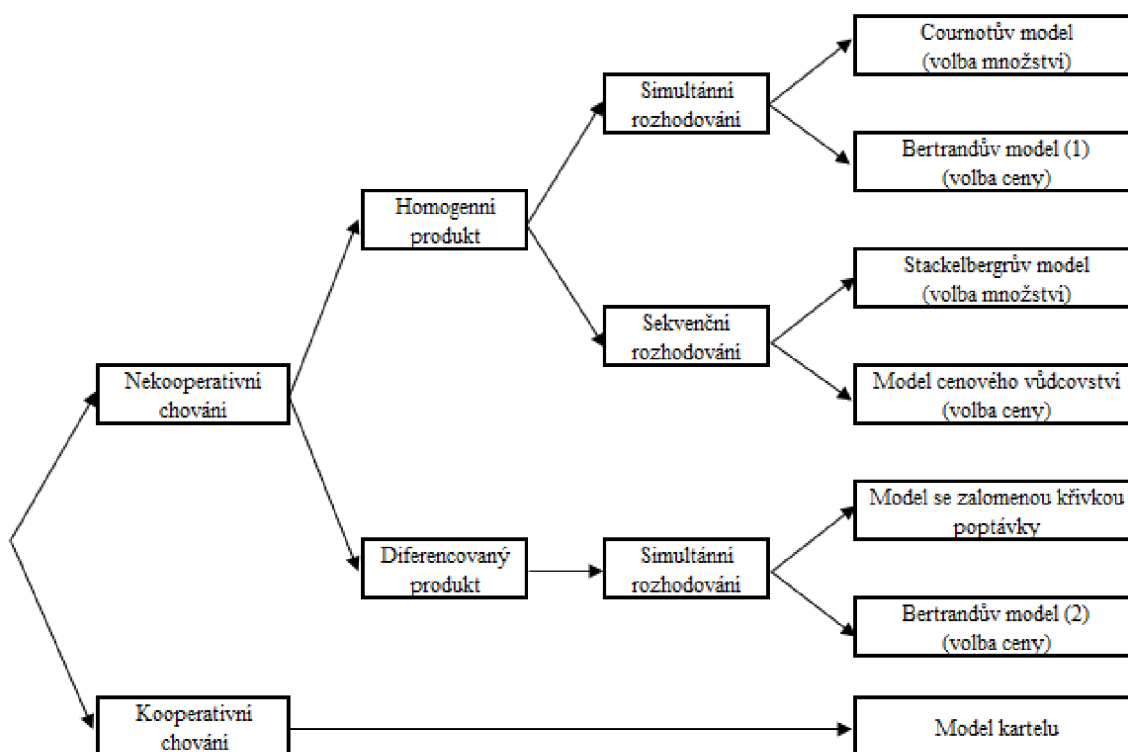 Cournotův model
(volba množství)
Simultánní
rozhodování
Bertrandův model (1)
(volba ceny)
Homogenní
produkt
Stackelbergrův model
(volba množství)
Sekvenční
rozhodování
Nekooperativní
chování
Model cenového vůdcovství
(volba ceny)
Model se zalomenou křivkou
poptávky
Diferencovaný
produkt
Simultánní
rozhodování
Bertrandův model (2)
(volba ceny)
Kooperativní
chování
Model kartelu